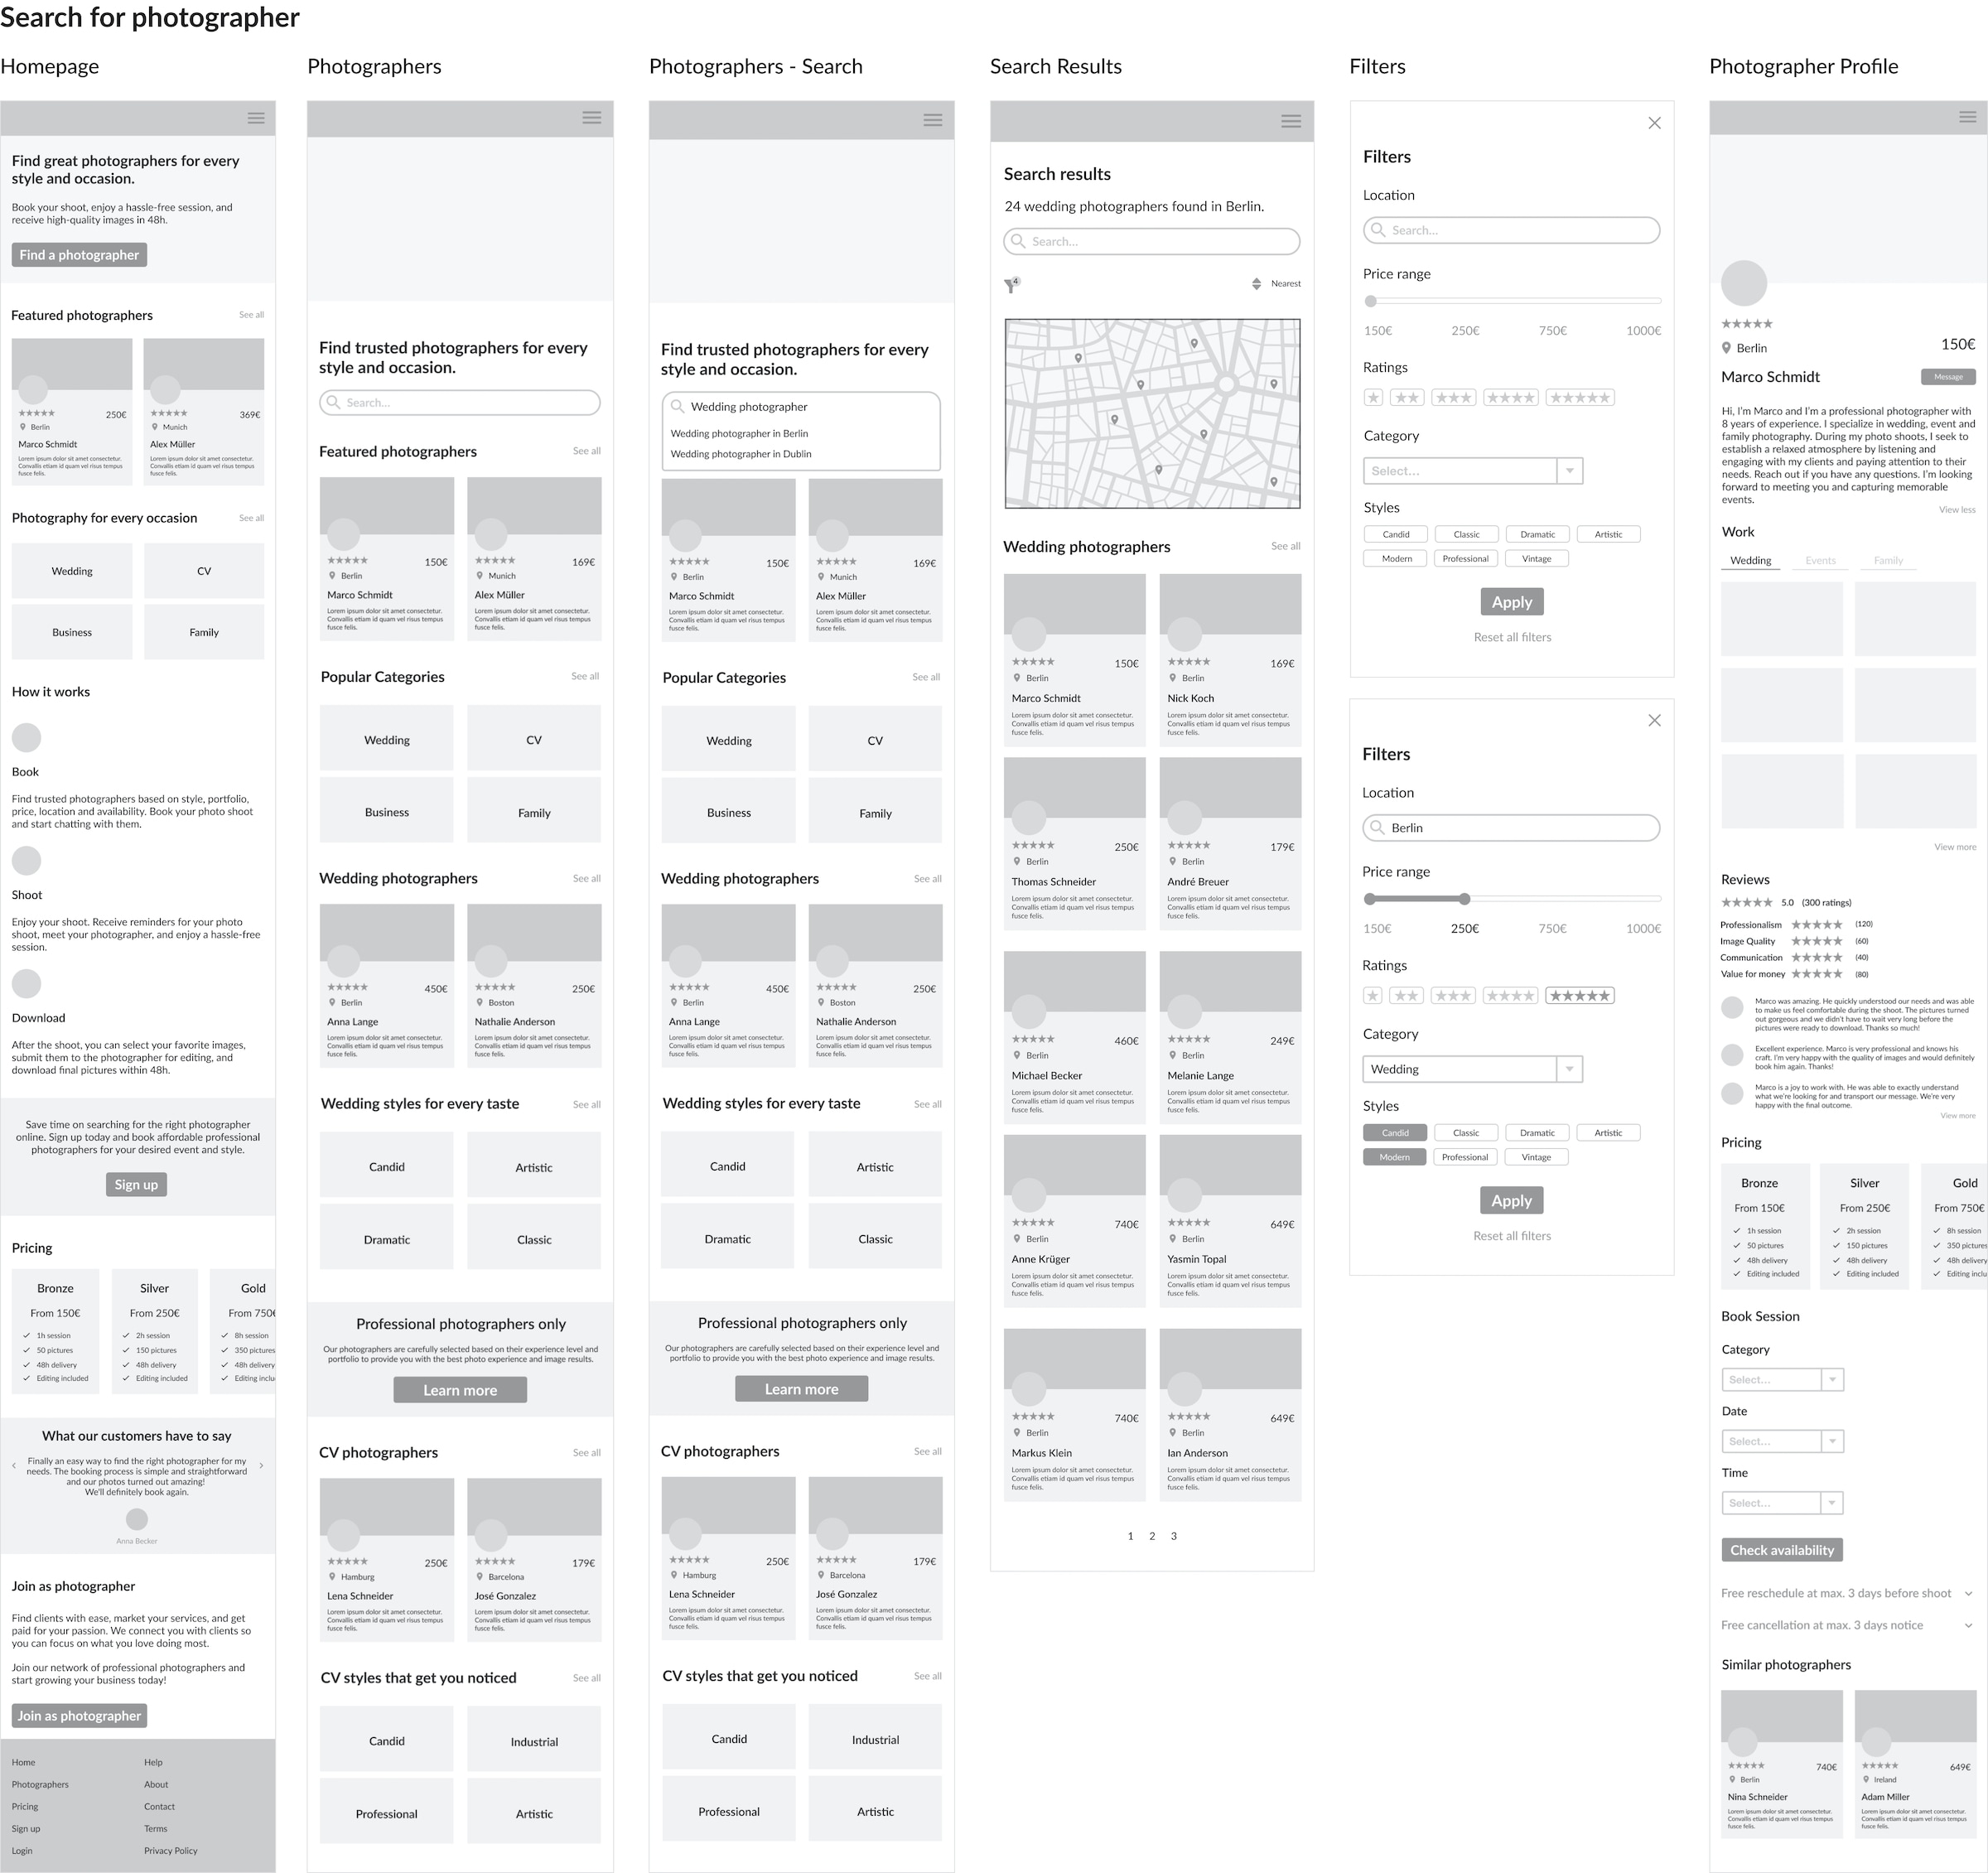 Search for photographer
Homepage
Find great photographers for every
style and occasion.
Book your shoot, enjoy a hassle-free session, and
receive high-quality images in 48h.
Find a photographer
Featured photographers
See all
250€
Berlin
Marco Schmidt
Lorem ipsum dolor sit amet consectetur.
Convallis etiam id quam vel risus tempus
fusce felis.
369€
Munich
Alex Müller
Lorem ipsum dolor sit amet consectetur.
Convallis etiam id quam vel risus tempus
fusce felis.
Photography for every occasion
See all
Wedding
CV
Business
Family
How it works
Book
Find trusted photographers based on style, portfolio,
price, location and availability. Book your photo shoot
and start chatting with them.
Shoot
Enjoy your shoot. Receive reminders for your photo
shoot, meet your photographer, and enjoy a hassle-free
session.
Download
After the shoot, you can select your favorite images,
submit them to the photographer for editing, and
download final pictures within 48h.
Save time on searching for the right photographer
online. Sign up today and book affordable professional
photographers for your desired event and style.
Sign up
Pricing
Bronze
From 150€
1h session
50 pictures
48h delivery
Editing included
Silver
From 250€
2h session
150 pictures
48h delivery
Editing included
Gold
From 750€
8h session
350 pictures
48h delivery
Editing inclu
What our customers have to say
Finally an easy way to find the right photographer for my
needs. The booking process is simple and straightforward
and our photos turned out amazing!
We'll definitely book again.
Anna Becker
Join as photographer
Find clients with ease, market your services, and get
paid for your passion. We connect you with clients so
you can focus on what you love doing most.
Join our network of professional photographers and
start growing your business today!
Join as photographer
Home
Photographers
Pricing
Sign up
Login
Help
About
Contact
Terms
Privacy Policy
Photographers
Find trusted photographers for every
style and occasion.
Search...
Featured photographers
See all
150€
Berlin
Marco Schmidt
Lorem ipsum dolor sit amet consectetur.
Convallis etiam id quam vel risus tempus
fusce felis.
169€
Munich
Alex Müller
Lorem ipsum dolor sit amet consectetur.
Convallis etiam id quam vel risus tempus
fusce felis.
Popular Categories
See all
Wedding
CV
Business
Family
Wedding photographers
See all
450€
Berlin
Anna Lange
Lorem ipsum dolor sit amet consectetur.
Convallis etiam id quam vel risus tempus
fusce felis.
250€
Boston
Nathalie Anderson
Lorem ipsum dolor sit amet consectetur.
Convallis etiam id quam vel risus tempus
fusce felis.
Wedding styles for every taste
See all
Candid
Artistic
Dramatic
Classic
Professional photographers only
Our photographers are carefully selected based on their experience level and
portfolio to provide you with the best photo experience and image results.
Learn more
CV photographers
See all
250€
Hamburg
Lena Schneider
Lorem ipsum dolor sit amet consectetur.
Convallis etiam id quam vel risus tempus
fusce felis.
179€
Barcelona
José Gonzalez
Lorem ipsum dolor sit amet consectetur.
Convallis etiam id quam vel risus tempus
fusce felis.
CV styles that get you noticed
See all
Candid
Industrial
Professional
Artistic
Photographers - Search
Find trusted photographers for every
style and occasion.
Wedding photographer
Wedding photographer in Berlin
Wedding photographer in Dublin
150€
Berlin
Marco Schmidt
Lorem ipsum dolor sit amet consectetur.
Convallis etiam id quam vel risus tempus
fusce felis.
169€
Munich
Alex Müller
Lorem ipsum dolor sit amet consectetur.
Convallis etiam id quam vel risus tempus
fusce felis.
Popular Categories
See all
Wedding
CV
Business
Family
Wedding photographers
See all
450€
Berlin
Anna Lange
Lorem ipsum dolor sit amet consectetur.
Convallis etiam id quam vel risus tempus
fusce felis.
250€
Boston
Nathalie Anderson
Lorem ipsum dolor sit amet consectetur.
Convallis etiam id quam vel risus tempus
fusce felis.
Wedding styles for every taste
See all
Candid
Artistic
Dramatic
Classic
Professional photographers only
Our photographers are carefully selected based on their experience level and
portfolio to provide you with the best photo experience and image results.
Learn more
CV photographers
See all
250€
Hamburg
Lena Schneider
Lorem ipsum dolor sit amet consectetur.
Convallis etiam id quam vel risus tempus
fusce felis.
179€
Barcelona
José Gonzalez
Lorem ipsum dolor sit amet consectetur.
Convallis etiam id quam vel risus tempus
fusce felis.
CV styles that get you noticed
See all
Candid
Industrial
Professional
Artistic
Search Results
Search results
24 wedding photographers found in Berlin.
Search...
4
Nearest
Wedding photographers
See all
150€
Berlin
Marco Schmidt
Lorem ipsum dolor sit amet consectetur.
Convallis etiam id quam vel risus tempus
fusce felis.
169€
Berlin
Nick Koch
Lorem ipsum dolor sit amet consectetur.
Convallis etiam id quam vel risus tempus
fusce felis.
250€
Berlin
Thomas Schneider
Lorem ipsum dolor sit amet consectetur.
Convallis etiam id quam vel risus tempus
fusce felis.
179€
Berlin
André Breuer
Lorem ipsum dolor sit amet consectetur.
Convallis etiam id quam vel risus tempus
fusce felis.
460€
Berlin
Michael Becker
Lorem ipsum dolor sit amet consectetur.
Convallis etiam id quam vel risus tempus
fusce felis.
249€
Berlin
Melanie Lange
Lorem ipsum dolor sit amet consectetur.
Convallis etiam id quam vel risus tempus
fusce felis.
740€
Berlin
Anne Krüger
Lorem ipsum dolor sit amet consectetur.
Convallis etiam id quam vel risus tempus
fusce felis.
649€
Berlin
Yasmin Topal
Lorem ipsum dolor sit amet consectetur.
Convallis etiam id quam vel risus tempus
fusce felis.
740€
Berlin
Markus Klein
Lorem ipsum dolor sit amet consectetur.
Convallis etiam id quam vel risus tempus
fusce felis.
649€
Berlin
Ian Anderson
Lorem ipsum dolor sit amet consectetur.
Convallis etiam id quam vel risus tempus
fusce felis.
1 2 3
Filters
Filters
Location
Search...
Price range
150€ 250€ 750€ 1000€
Ratings
Category
Select...
Styles
Candid Classic Dramatic Artistic
Modern Professional Vintage
Apply
Reset all filters
Filters
Location
Berlin
Price range
150€ 250€ 750€ 1000€
Ratings
Category
Wedding
Styles
Candid Classic Dramatic Artistic
Modern Professional Vintage
Apply
Reset all filters
Photographer Profile
Berlin
150€
Marco Schmidt
Message
Hi, I'm Marco and I'm a professional photographer with
8 years of experience. I specialize in wedding, event and
family photography. During my photo shoots, I seek to
establish a relaxed atmosphere by listening and
engaging with my clients and paying attention to their
needs. Reach out if you have any questions. I'm looking
forward to meeting you and capturing memorable
events.
View less
Work
Wedding Events Family
View more
Reviews
5.0 (300 ratings)
Professionalism (120)
Image Quality (60)
Communication (40)
Value for money (80)
Marco was amazing. He quickly understood our needs and was able
to make us feel comfortable during the shoot. The pictures turned
out gorgeous and we didn't have to wait very long before the
pictures were ready to download. Thanks so much!
Excellent experience. Marco is very professional and knows his
craft. I'm very happy with the quality of images and would definitely
book him again. Thanks!
Marco is a joy to work with. He was able to exactly understand
what we're looking for and transport our message. We're very
happy with the final outcome.
View more
Pricing
Bronze
From 150€
1h session
50 pictures
48h delivery
Editing included
Silver
From 250€
2h session
150 pictures
48h delivery
Editing included
Gold
From 750€
8h session
350 pictures
48h delivery
Editing inclu
Book Session
Category
Select...
Date
Select...
Time
Select...
Check availability
Free reschedule at max. 3 days before shoot
Free cancellation at max. 3 days notice
Similar photographers
740€
Berlin
Nina Schneider
Lorem ipsum dolor sit amet consectetur.
Convallis etiam id quam vel risus tempus
fusce felis.
649€
Ireland
Adam Miller
Lorem ipsum dolor sit amet consectetur.
Convallis etiam id quam vel risus tempus
fusce felis.